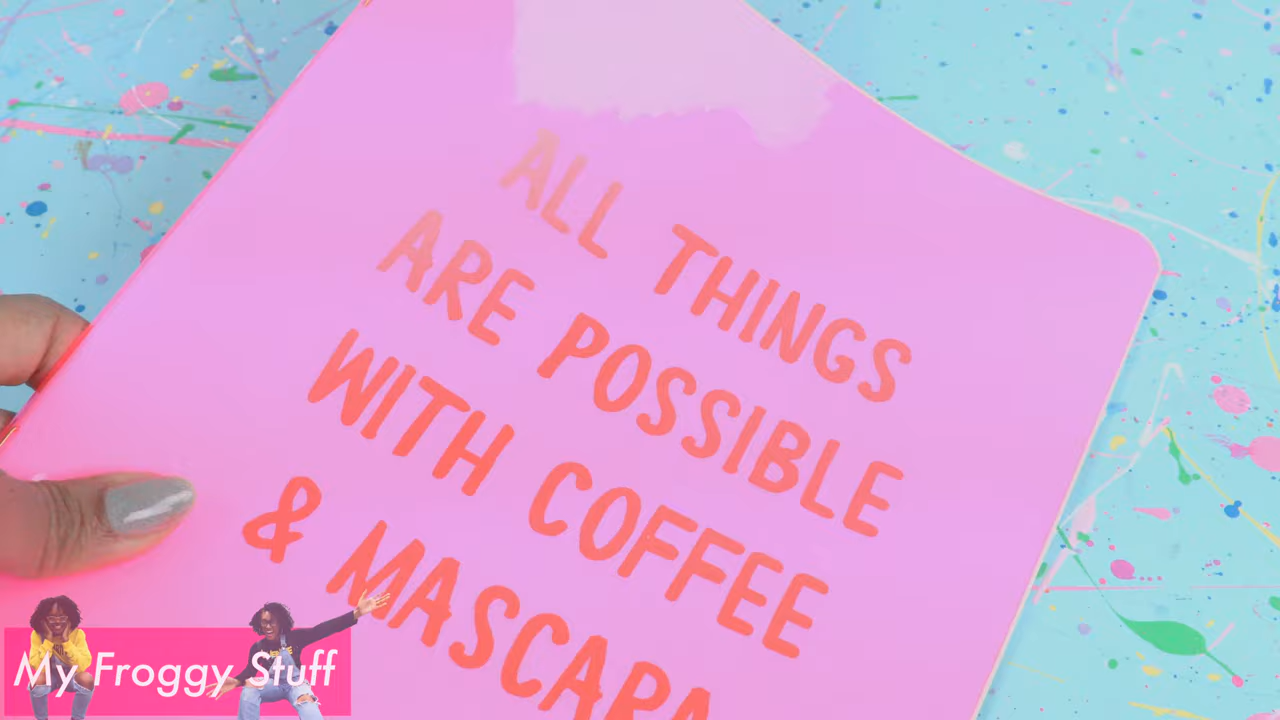 ALL THINGS
ARE POSSIBLE
WITH COFFEE
& MASCARA
My Froggy Stuff